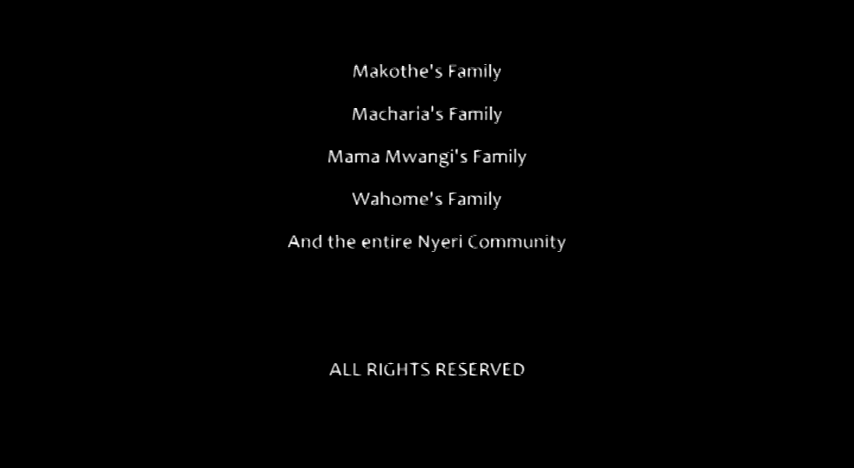 Makothe's Family
Macharia's Family
Mama Mwangi's Family
Wahome's Family
And the entire Nyeri Community
ALL RIGHTS RESERVED